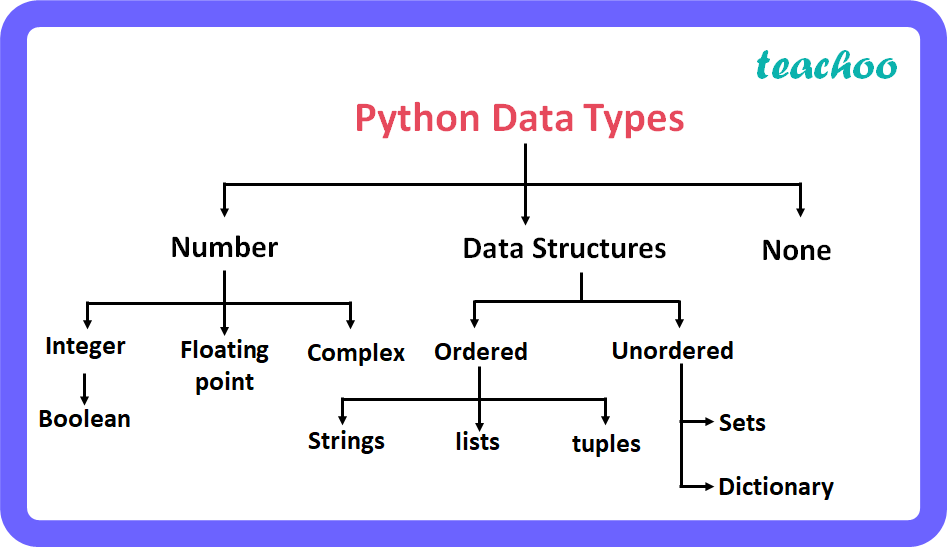 teachoo
Python Data Types
Number
Data Structures
None
Integer
Floating
point
Complex
Ordered
Unordered
Boolean
Strings
lists
tuples
Sets
Dictionary